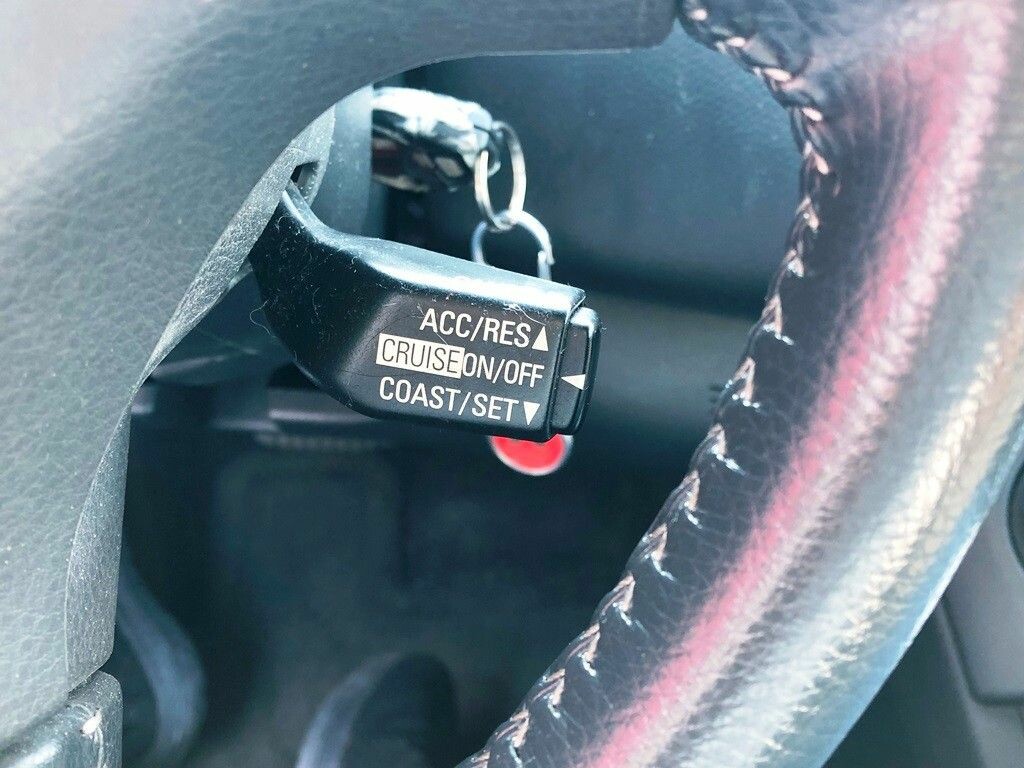 ACC/RES▲
CRUISE ON/OFF ◀
COAST/SET▼